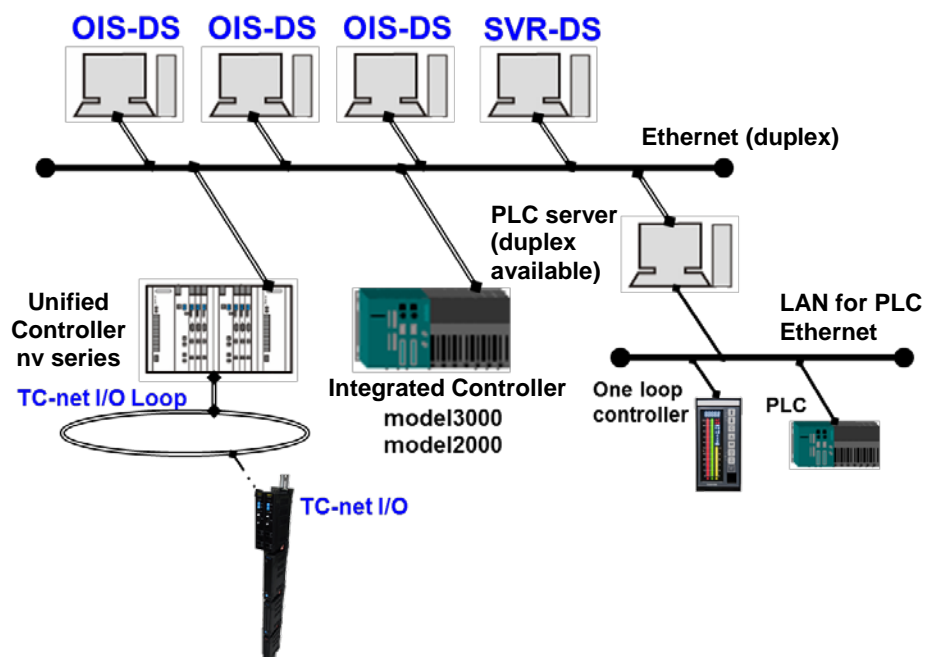 OIS-DS OIS-DS OIS-DS SVR-DS
Ethernet (duplex)
PLC server
(duplex
available)
Unified
Controller
nv series
LAN for PLC
Ethernet
TC-net I/O Loop
Integrated Controller
model3000
model2000
One loop
controller
PLC
TC-net I/O